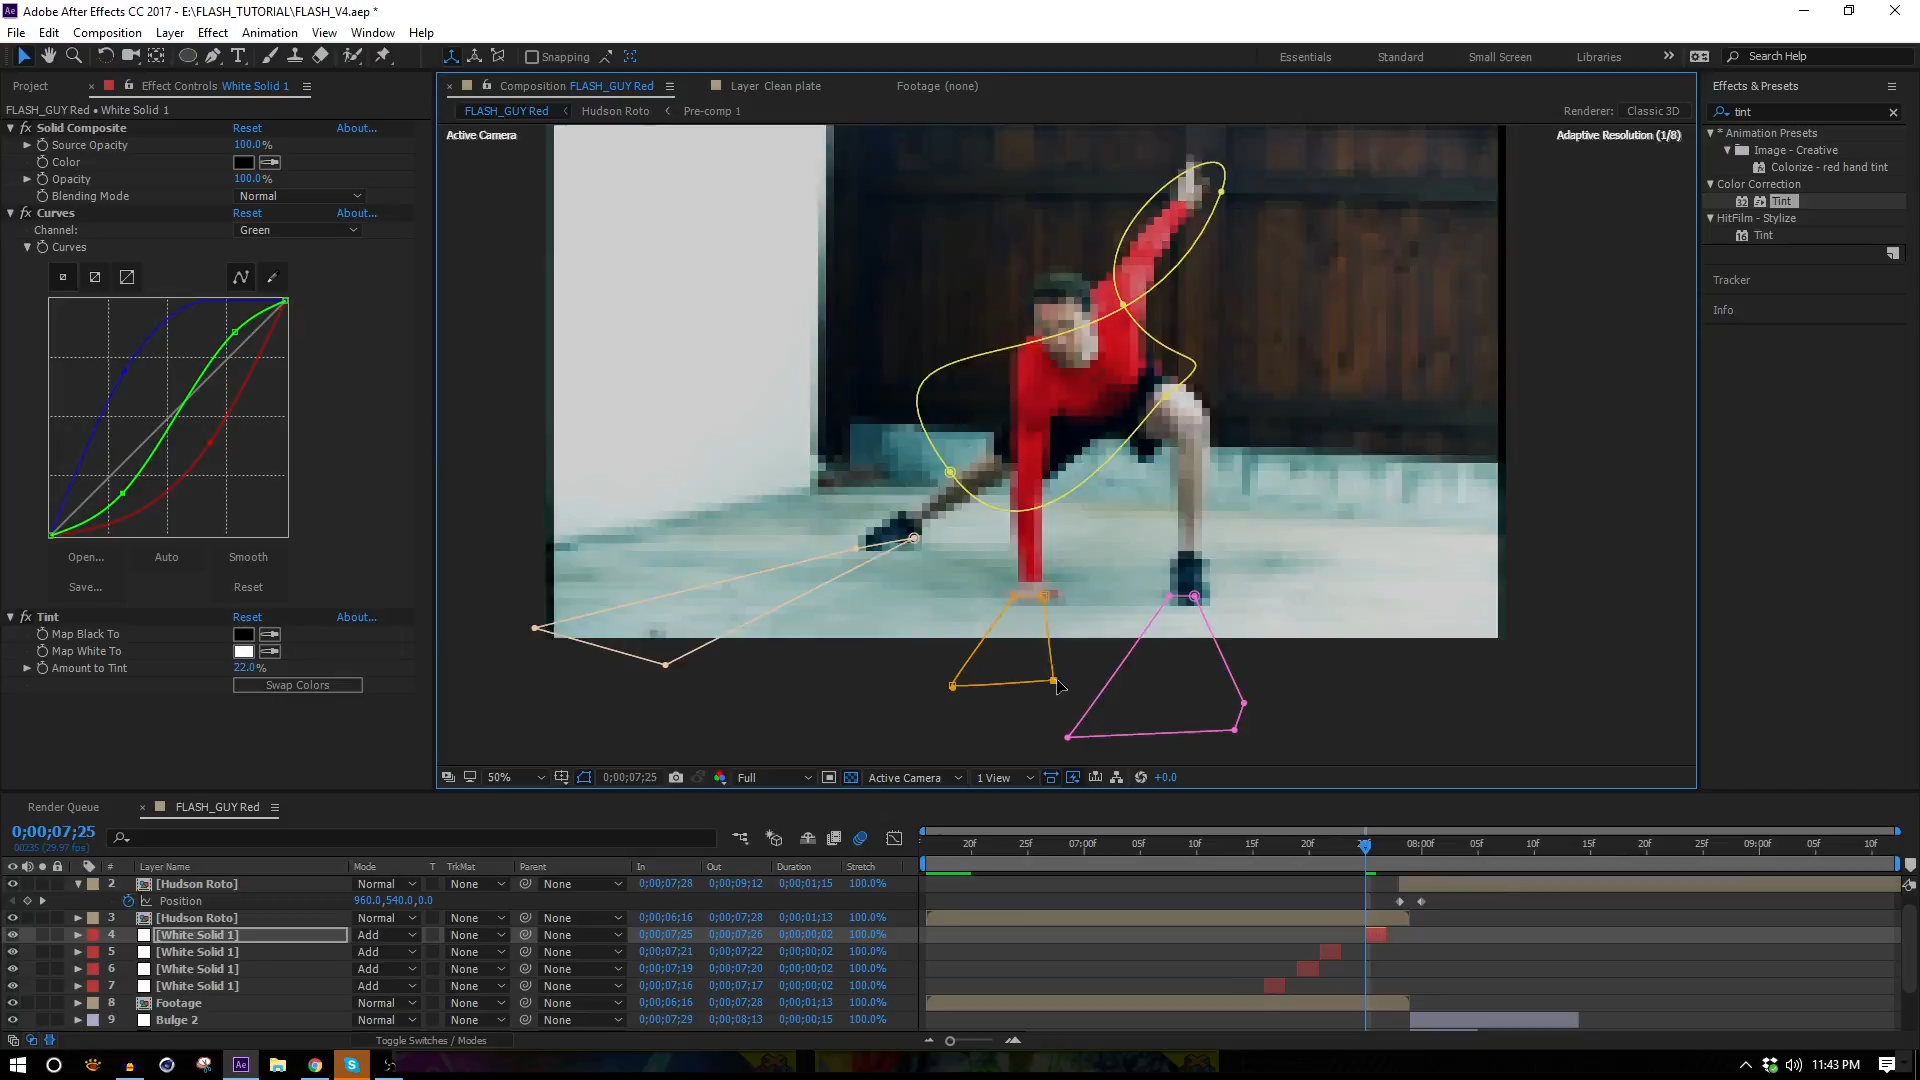 Adobe After Effects CC 2017 - E:\FLASH_TUTORIAL\FLASH_V4.aep *
File Edit Composition Layer Effect Animation View Window Help
Snapping
Essentials Standard Small Screen Libraries Search Help
Project Effect Controls White Solid 1
Composition FLASH_GUY Red Layer Clean plate Footage (none)
Effects & Presets
FLASH_GUY Red • White Solid 1
FLASH_GUY Red Hudson Roto Pre-comp 1 Renderer: Classic 3D
tint
Active Camera Adaptive Resolution (1/8)
fx Solid Composite Reset About...
Source Opacity 100.0%
Color
Opacity 100.0%
Blending Mode Normal
fx Curves Reset About...
Channel: Green
Curves
Open... Auto Smooth
Save... Reset
fx Tint Reset About...
Map Black To
Map White To
Amount to Tint 22.0%
Swap Colors
* Animation Presets
Image - Creative
Colorize - red hand tint
Color Correction
Tint
HitFilm - Stylize
Tint
Tracker
Info
50% 0;00;07;25 Full Active Camera 1 View +0.0
Render Queue FLASH_GUY Red
0;00;07;25
00235 (29.97 fps)
20f 25f 07:00f 05f 10f 15f 20f 08:00f 05f 10f 15f 20f 25f 09:00f 05f 10f
# Layer Name Mode T TrkMat Parent In Out Duration Stretch
2 [Hudson Roto] Normal None None 0;00;07;28 0;00;09;12 0;00;01;15 100.0%
Position 960.0,540.0,0.0
3 [Hudson Roto] Normal None None 0;00;06;16 0;00;07;28 0;00;01;13 100.0%
4 [White Solid 1] Add None None 0;00;07;25 0;00;07;26 0;00;00;02 100.0%
5 [White Solid 1] Add None None 0;00;07;21 0;00;07;22 0;00;00;02 100.0%
6 [White Solid 1] Add None None 0;00;07;19 0;00;07;20 0;00;00;02 100.0%
7 [White Solid 1] Add None None 0;00;07;16 0;00;07;17 0;00;00;02 100.0%
8 Footage Normal None None 0;00;06;16 0;00;07;28 0;00;01;13 100.0%
9 Bulge 2 Normal None None 0;00;07;29 0;00;08;13 0;00;00;15 100.0%
Toggle Switches / Modes
11:43 PM